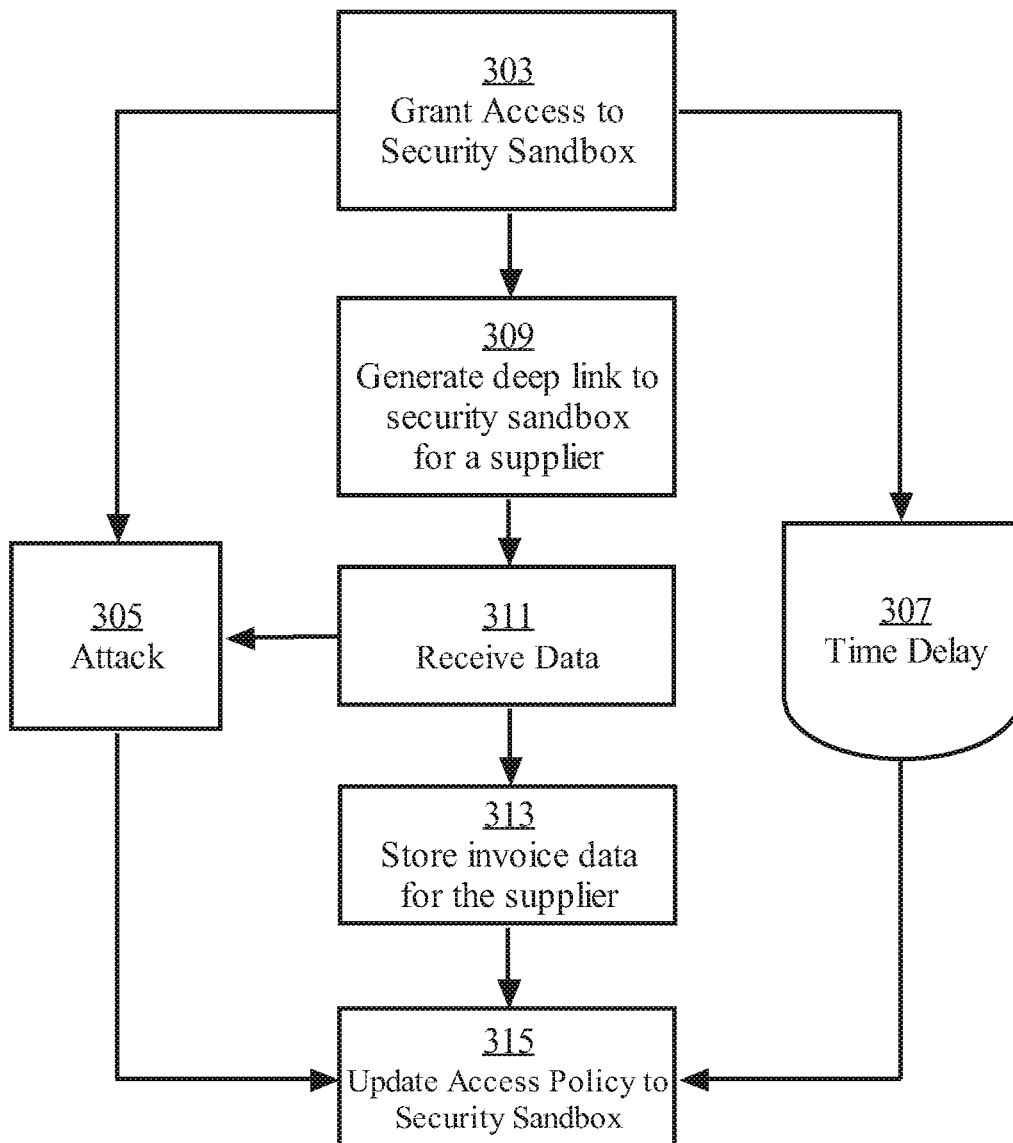 303
Grant Access to
Security Sandbox
309
Generate deep link to
security sandbox
for a supplier
305
Attack
311
Receive Data
307
Time Delay
313
Store invoice data
for the supplier
315
Update Access Policy to
Security Sandbox